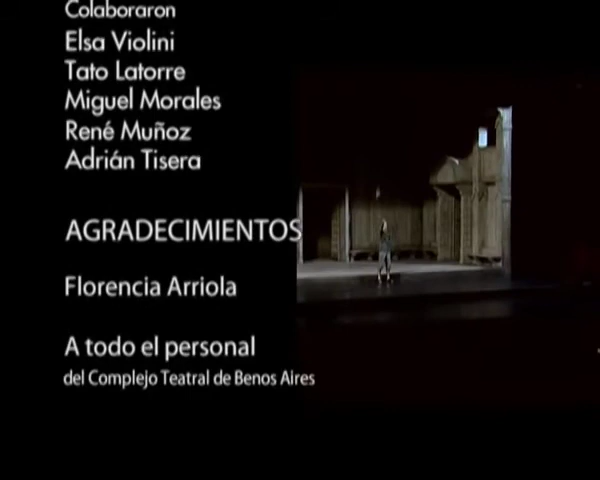 Colaboraron
Elsa Violini
Tato Latorre
Miguel Morales
René Muñoz
Adrián Tisera
AGRADECIMIENTOS
Florencia Arriola
A todo el personal
del Complejo Teatral de Benos Aires